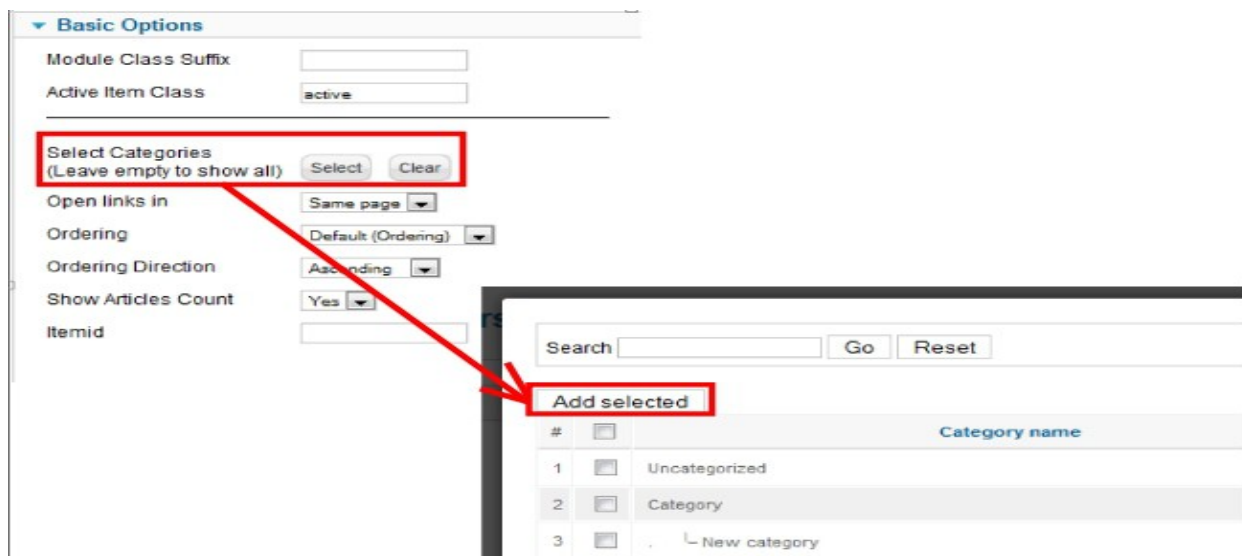 Basic Options
Module Class Suffix
Active Item Class active
Select Categories
(Leave empty to show all) Select Clear
Open links in Same page
Ordering Default (Ordering)
Ordering Direction Ascending
Show Articles Count Yes
Itemid
rs
Search Go Reset
Add selected
# Category name
1 Uncategorized
2 Category
3 . └ New category